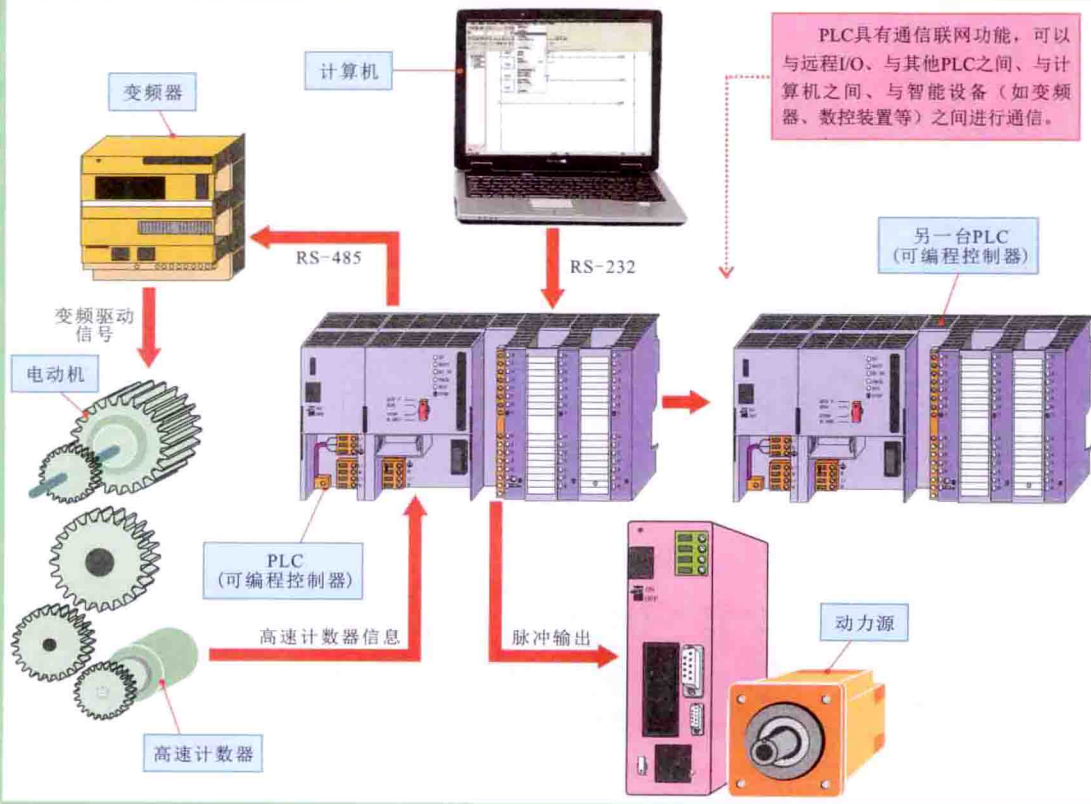 计算机
变频器
PLC具有通信联网功能，可以
与远程I/O、与其他PLC之间、与计
算机之间、与智能设备（如变频
器、数控装置等）之间进行通信。
RS-485
RS-232
另一台PLC
(可编程控制器)
变频驱动
信号
电动机
PLC
(可编程控制器)
高速计数器信息
脉冲输出
动力源
高速计数器